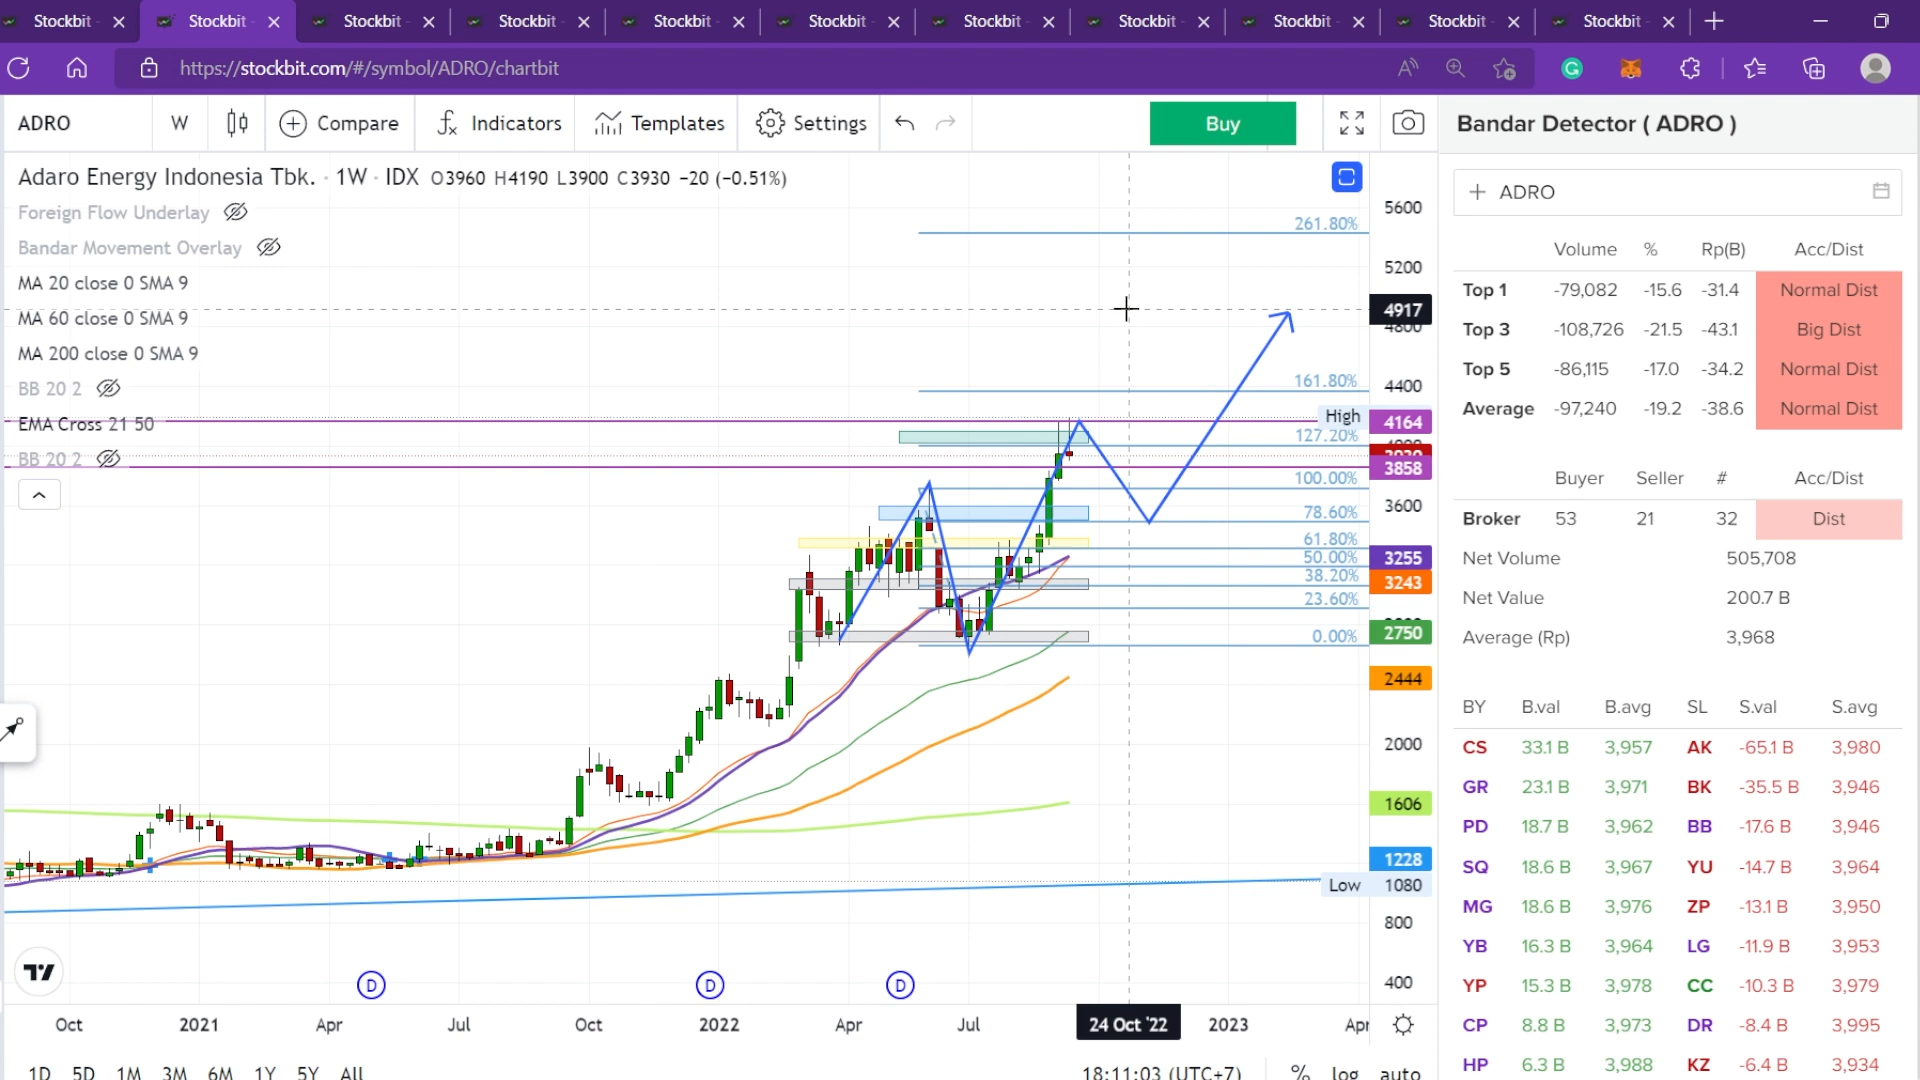 Stockbit Stockbit Stockbit Stockbit Stockbit Stockbit Stockbit Stockbit Stockbit Stockbit Stockbit
https://stockbit.com/#/symbol/ADRO/chartbit
ADRO W Compare Indicators Templates Settings Buy
Adaro Energy Indonesia Tbk. · 1W · IDX O3960 H4190 L3900 C3930 −20 (−0.51%)
Foreign Flow Underlay
Bandar Movement Overlay
MA 20 close 0 SMA 9
MA 60 close 0 SMA 9
MA 200 close 0 SMA 9
BB 20 2
EMA Cross 21 50
BB 20 2
261.80%
161.80%
127.20%
100.00%
78.60%
61.80%
50.00%
38.20%
23.60%
0.00%
5600
5200
4917
4800
4400
High 4164
3858
3600
3255
3243
2750
2444
2000
1606
1228
Low 1080
800
400
D D D
Oct 2021 Apr Jul Oct 2022 Apr Jul 24 Oct '22 2023 Apr
1D 5D 1M 3M 6M 1Y 5Y All 18:11:03 (UTC+7) % log auto
Bandar Detector ( ADRO )
ADRO
Volume % Rp(B) Acc/Dist
Top 1 -79,082 -15.6 -31.4 Normal Dist
Top 3 -108,726 -21.5 -43.1 Big Dist
Top 5 -86,115 -17.0 -34.2 Normal Dist
Average -97,240 -19.2 -38.6 Normal Dist
Buyer Seller # Acc/Dist
Broker 53 21 32 Dist
Net Volume 505,708
Net Value 200.7 B
Average (Rp) 3,968
BY B.val B.avg SL S.val S.avg
CS 33.1 B 3,957 AK -65.1 B 3,980
GR 23.1 B 3,971 BK -35.5 B 3,946
PD 18.7 B 3,962 BB -17.6 B 3,946
SQ 18.6 B 3,967 YU -14.7 B 3,964
MG 18.6 B 3,976 ZP -13.1 B 3,950
YB 16.3 B 3,964 LG -11.9 B 3,953
YP 15.3 B 3,978 CC -10.3 B 3,979
CP 8.8 B 3,973 DR -8.4 B 3,995
HP 6.3 B 3,988 KZ -6.4 B 3,934